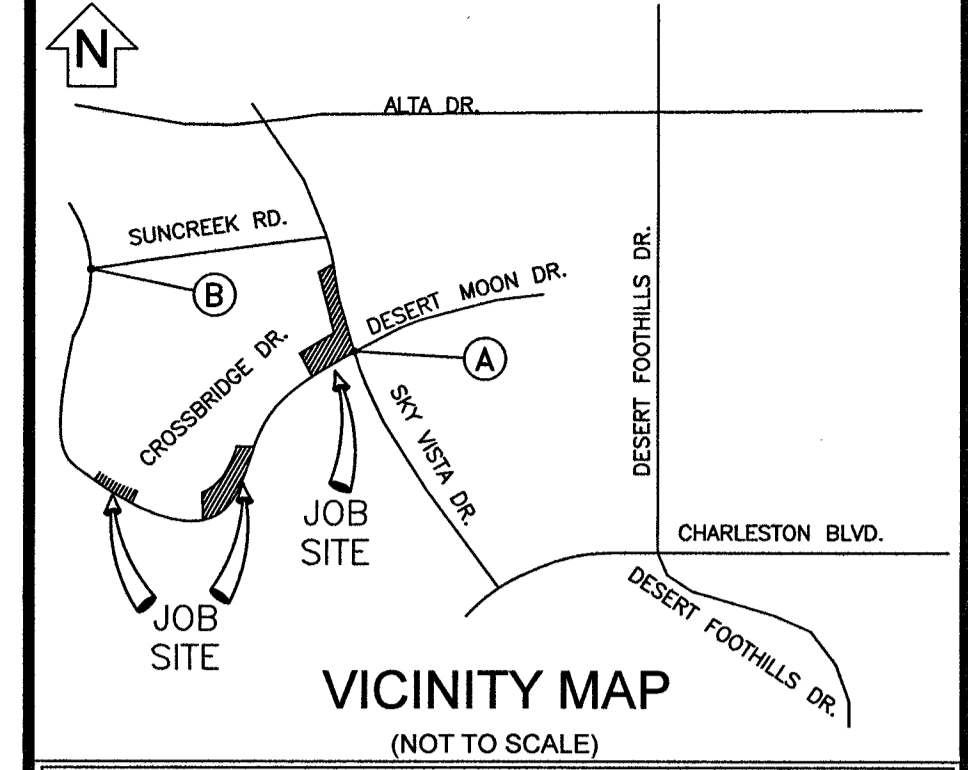 N
ALTA DR.
SUNCREEK RD.
B
DESERT MOON DR.
A
DESERT FOOTHILLS DR.
CROSSBRIDGE DR.
SKY VISTA DR.
JOB
SITE
CHARLESTON BLVD.
DESERT FOOTHILLS DR.
JOB
SITE
VICINITY MAP
(NOT TO SCALE)